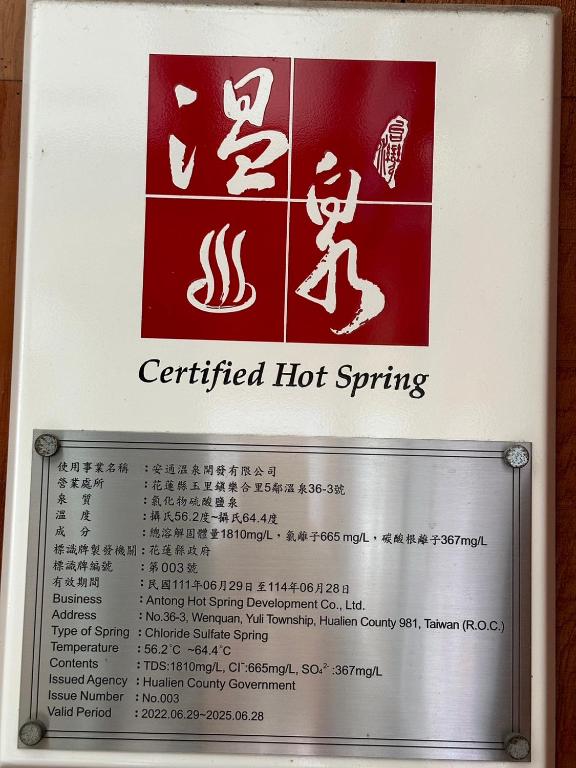 温泉
台灣
Certified Hot Spring
使用事業名稱：安通溫泉開發有限公司
營業處所：花蓮縣玉里鎮樂合里5鄰溫泉36-3號
泉質：氯化物硫酸鹽泉
溫度：攝氏56.2度~攝氏64.4度
成分：總溶解固體量1810mg/L，氯離子665 mg/L，碳酸根離子367mg/L
標識牌製發機關：花蓮縣政府
標識牌編號：第003號
有效期間：民國111年06月29日至114年06月28日
Business : Antong Hot Spring Development Co., Ltd.
Address : No.36-3, Wenquan, Yuli Township, Hualien County 981, Taiwan (R.O.C.)
Type of Spring : Chloride Sulfate Spring
Temperature : 56.2℃ ~64.4℃
Contents : TDS:1810mg/L, Cl⁻:665mg/L, SO₄²⁻ :367mg/L
Issued Agency : Hualien County Government
Issue Number : No.003
Valid Period : 2022.06.29~2025.06.28